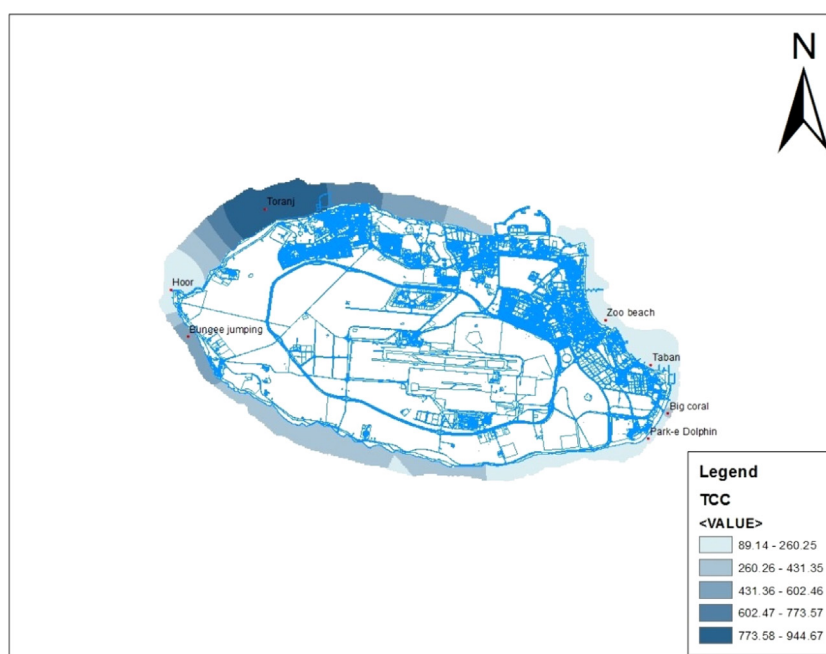 N
Toranj
Hoor
Bungee jumping
Zoo beach
Taban
Big coral
Park-e Dolphin
Legend
TCC
<VALUE>
89.14 - 260.25
260.26 - 431.35
431.36 - 602.46
602.47 - 773.57
773.58 - 944.67